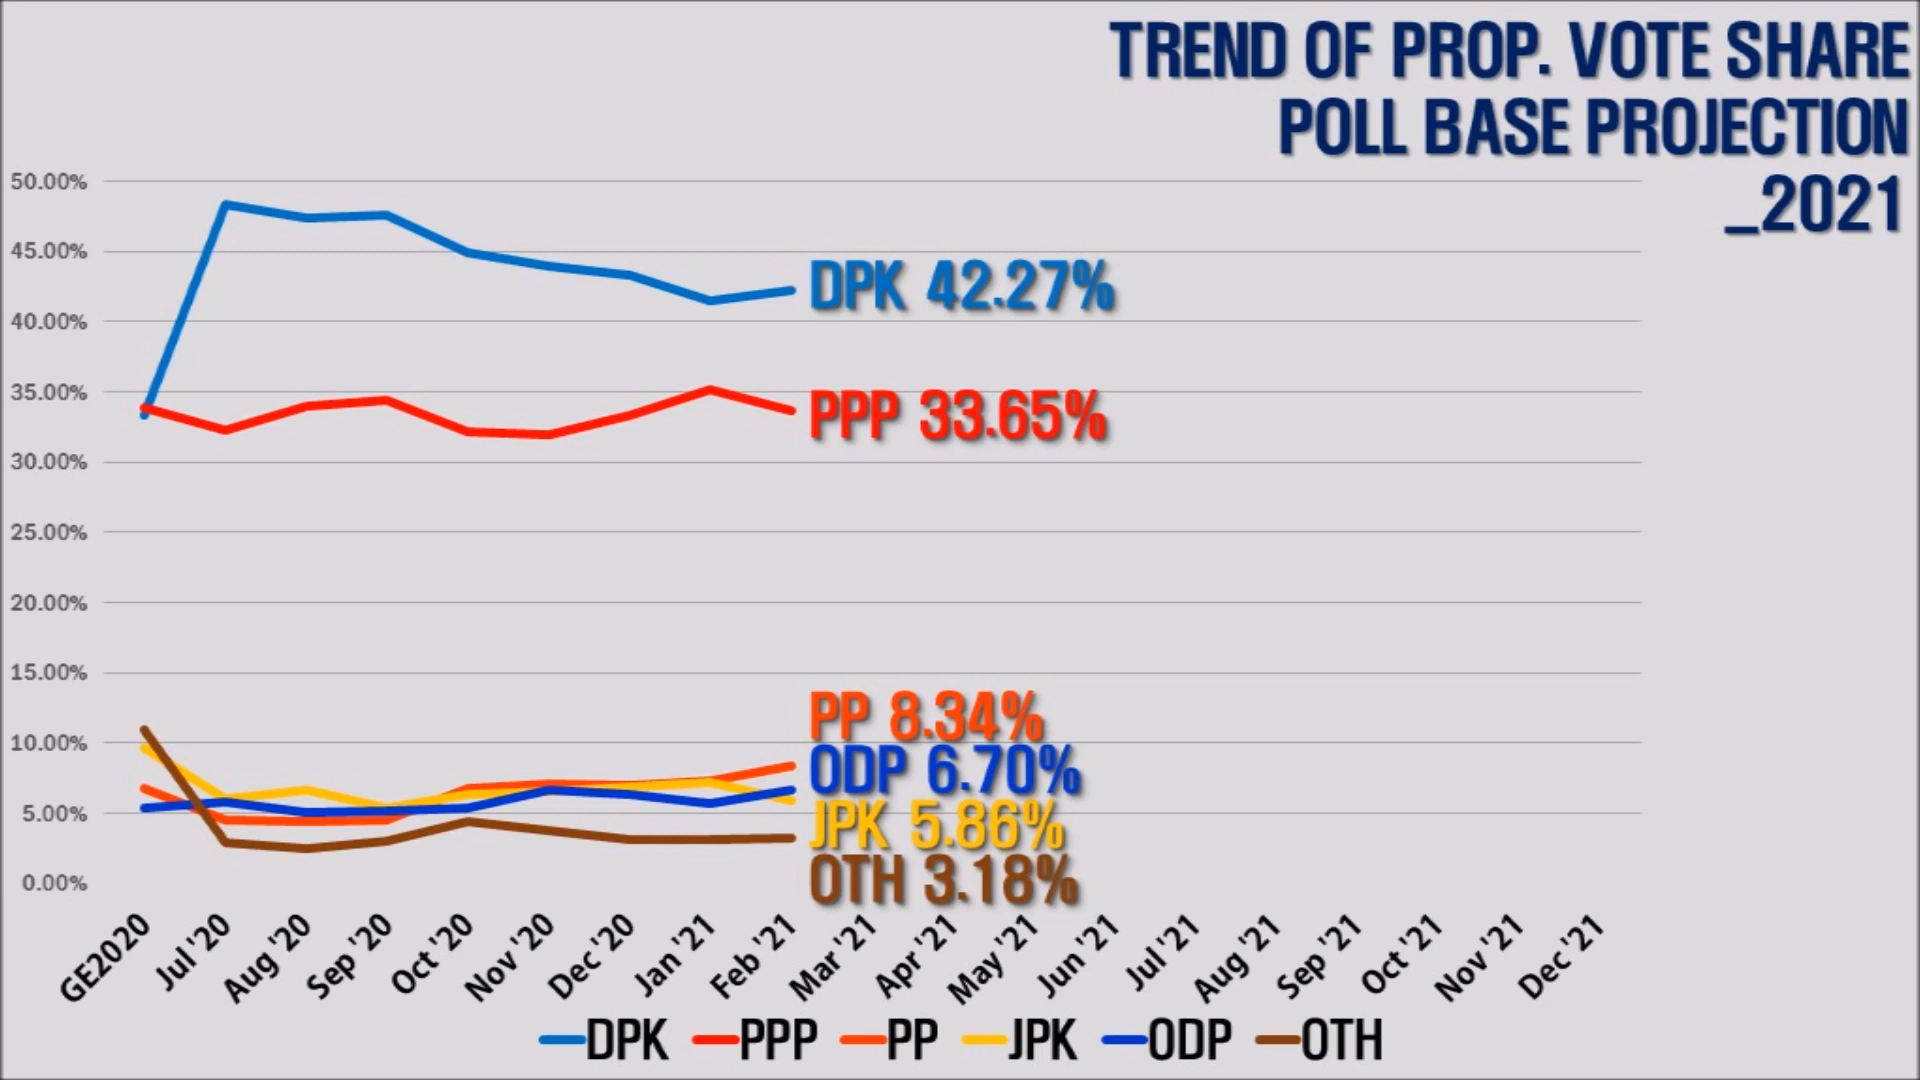 TREND OF PROP. VOTE SHARE
POLL BASE PROJECTION
_2021
50.00%
45.00%
40.00%
35.00%
30.00%
25.00%
20.00%
15.00%
10.00%
5.00%
0.00%
DPK 42.27%
PPP 33.65%
PP 8.34%
ODP 6.70%
JPK 5.86%
OTH 3.18%
GE2020
Jul '20
Aug '20
Sep '20
Oct '20
Nov '20
Dec '20
Jan '21
Feb '21
Mar '21
Apr '21
May '21
Jun '21
Jul '21
Aug '21
Sep '21
Oct '21
Nov '21
Dec '21
DPK PPP PP JPK ODP OTH